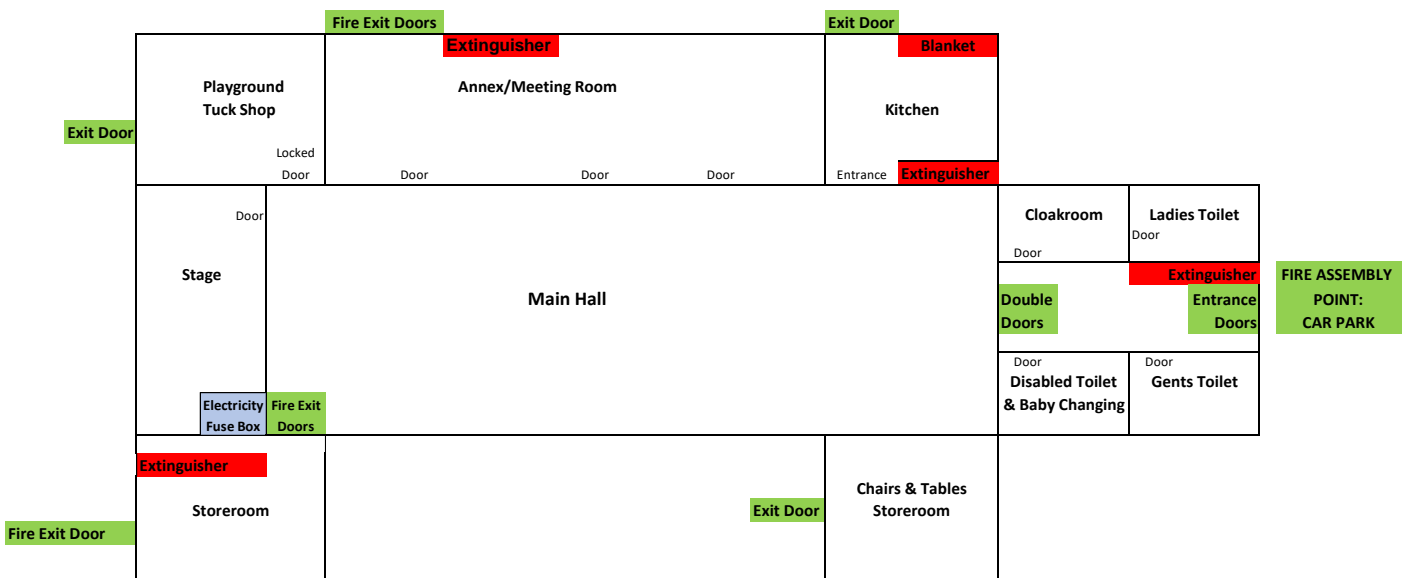 Fire Exit Doors
Exit Door
Extinguisher
Blanket
Playground
Tuck Shop
Annex/Meeting Room
Kitchen
Exit Door
Locked
Door
Door
Door
Door
Entrance
Extinguisher
Door
Stage
Main Hall
Cloakroom
Door
Ladies Toilet
Door
Extinguisher
Double
Doors
Entrance
Doors
FIRE ASSEMBLY
POINT:
CAR PARK
Door
Disabled Toilet
& Baby Changing
Door
Gents Toilet
Electricity
Fuse Box
Fire Exit
Doors
Extinguisher
Storeroom
Fire Exit Door
Exit Door
Chairs & Tables
Storeroom